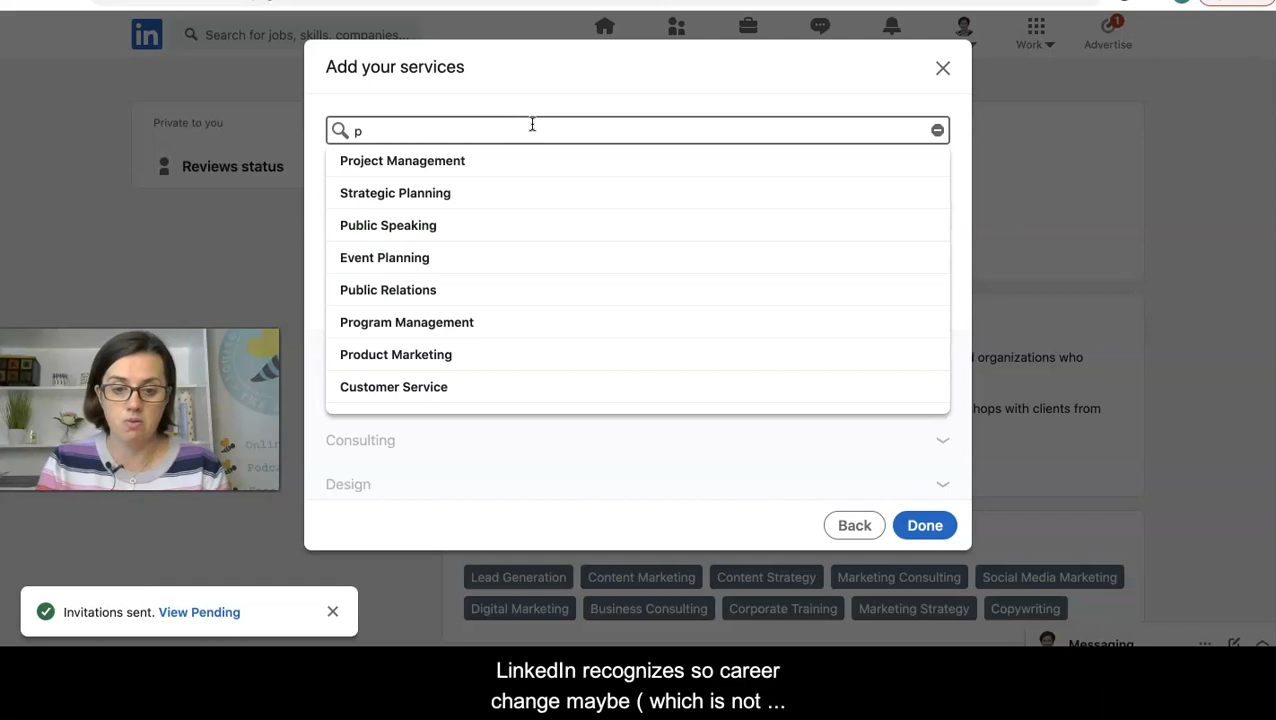 in
Search for jobs, skills, companies...
Work
Advertise
1
Add your services
Private to you
Reviews status
p
Project Management
Strategic Planning
Public Speaking
Event Planning
Public Relations
Program Management
Product Marketing
Customer Service
organizations who
hops with clients from
Consulting
Design
Back
Done
Lead Generation
Content Marketing
Content Strategy
Marketing Consulting
Social Media Marketing
Digital Marketing
Business Consulting
Corporate Training
Marketing Strategy
Copywriting
Invitations sent. View Pending
Messaging
LinkedIn recognizes so career
change maybe ( which is not ...